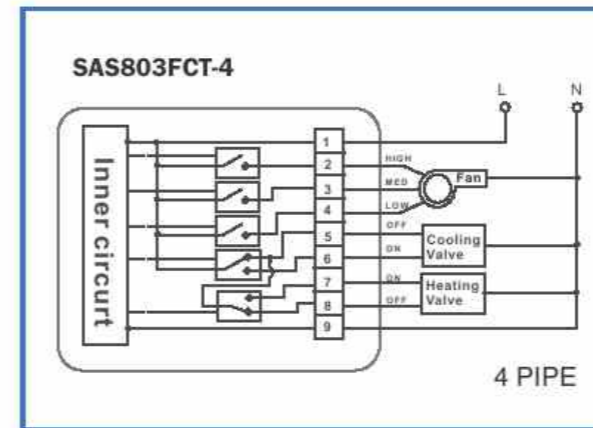 SAS803FCT-4
L N
Inner circurt
1
2 HIGH
3 MED
Fan
4 LOW
5 OFF
Cooling
6 ON
Valve
7 ON
Heating
8 OFF
Valve
9
4 PIPE